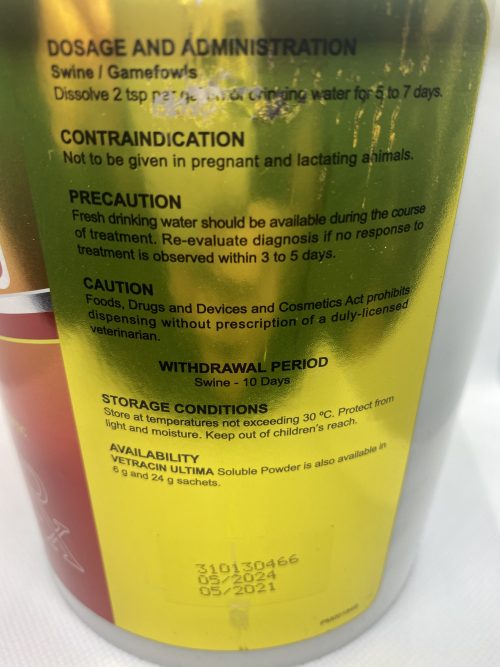 DOSAGE AND ADMINISTRATION
Swine / Gamefowls
Dissolve 2 tsp per gallon of drinking water for 5 to 7 days.
CONTRAINDICATION
Not to be given in pregnant and lactating animals.
PRECAUTION
Fresh drinking water should be available during the course
of treatment. Re-evaluate diagnosis if no response to
treatment is observed within 3 to 5 days.
CAUTION
Foods, Drugs and Devices and Cosmetics Act prohibits
dispensing without prescription of a duly-licensed
veterinarian.
WITHDRAWAL PERIOD
Swine - 10 Days
STORAGE CONDITIONS
Store at temperatures not exceeding 30 ºC. Protect from
light and moisture. Keep out of children's reach.
AVAILABILITY
VETRACIN ULTIMA Soluble Powder is also available in
6 g and 24 g sachets.
310130466
05/2024
05/2021